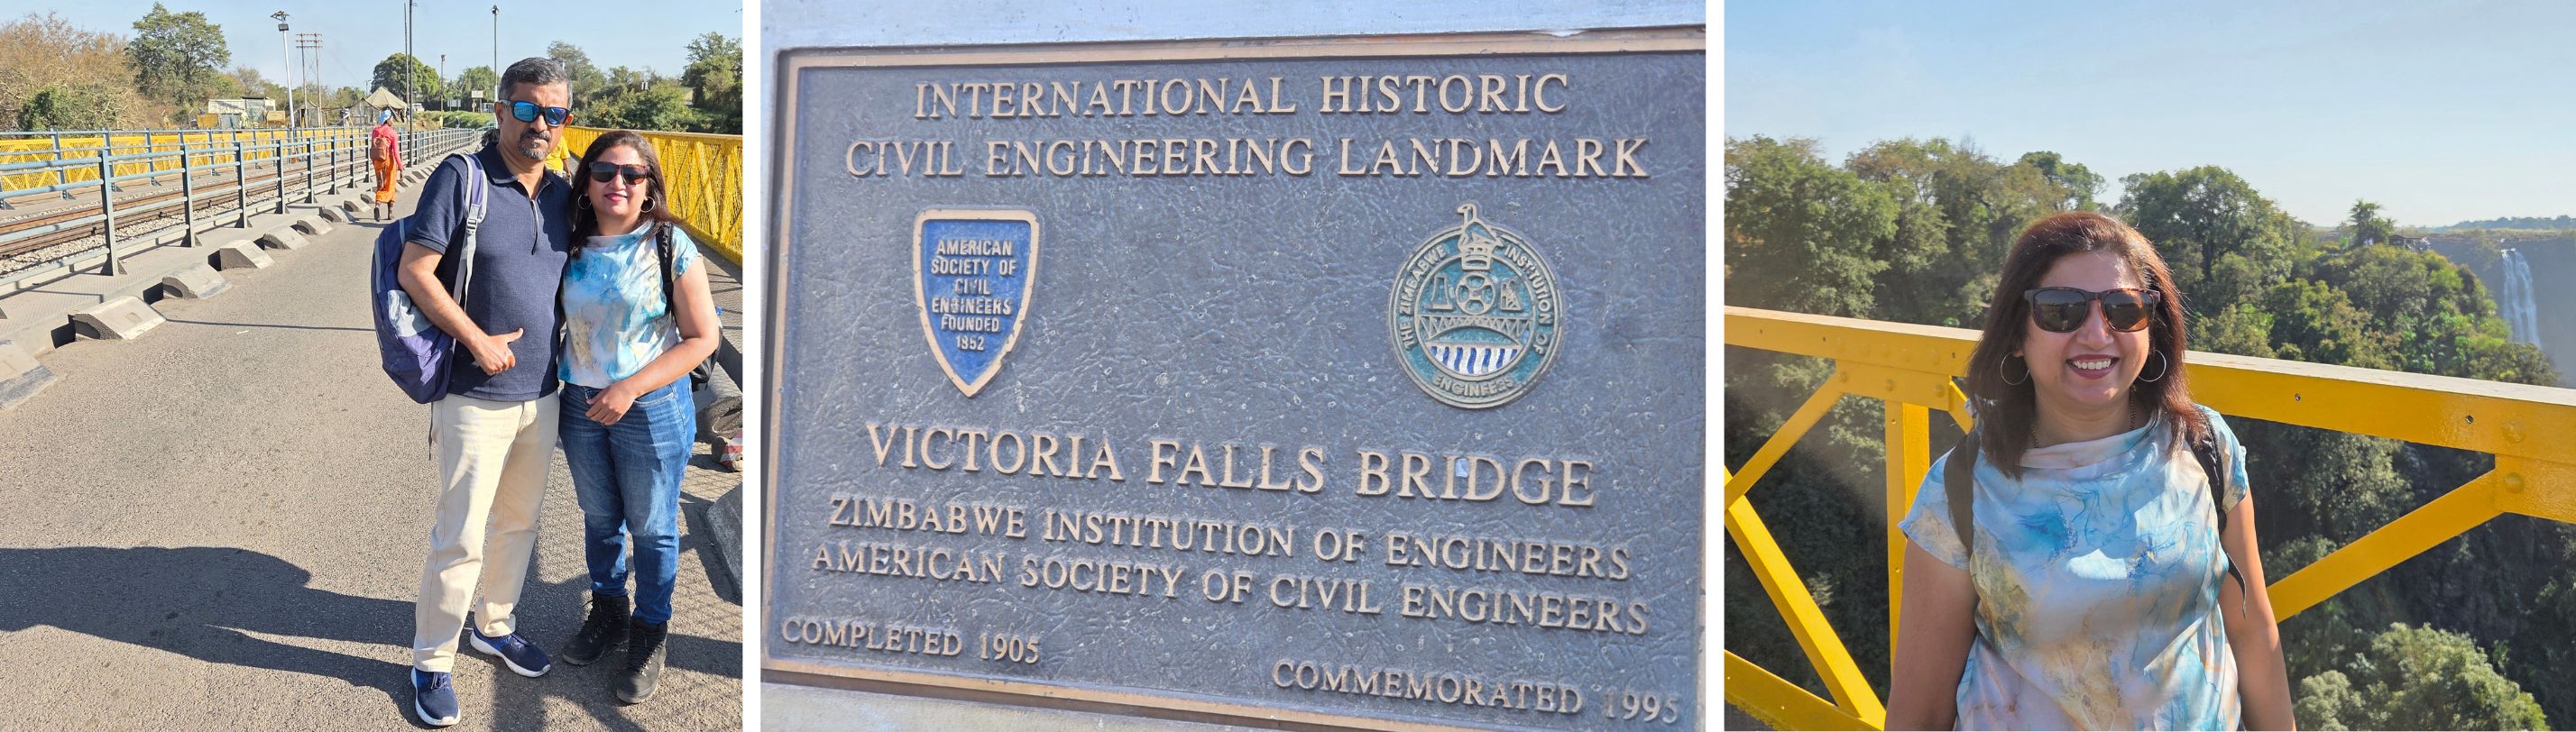 INTERNATIONAL HISTORIC
CIVIL ENGINEERING LANDMARK
AMERICAN
SOCIETY OF
CIVIL
ENGINEERS
FOUNDED
1852
THE ZIMBABWE INSTITUTION OF
ENGINEERS
VICTORIA FALLS BRIDGE
ZIMBABWE INSTITUTION OF ENGINEERS
AMERICAN SOCIETY OF CIVIL ENGINEERS
COMPLETED 1905
COMMEMORATED 1995